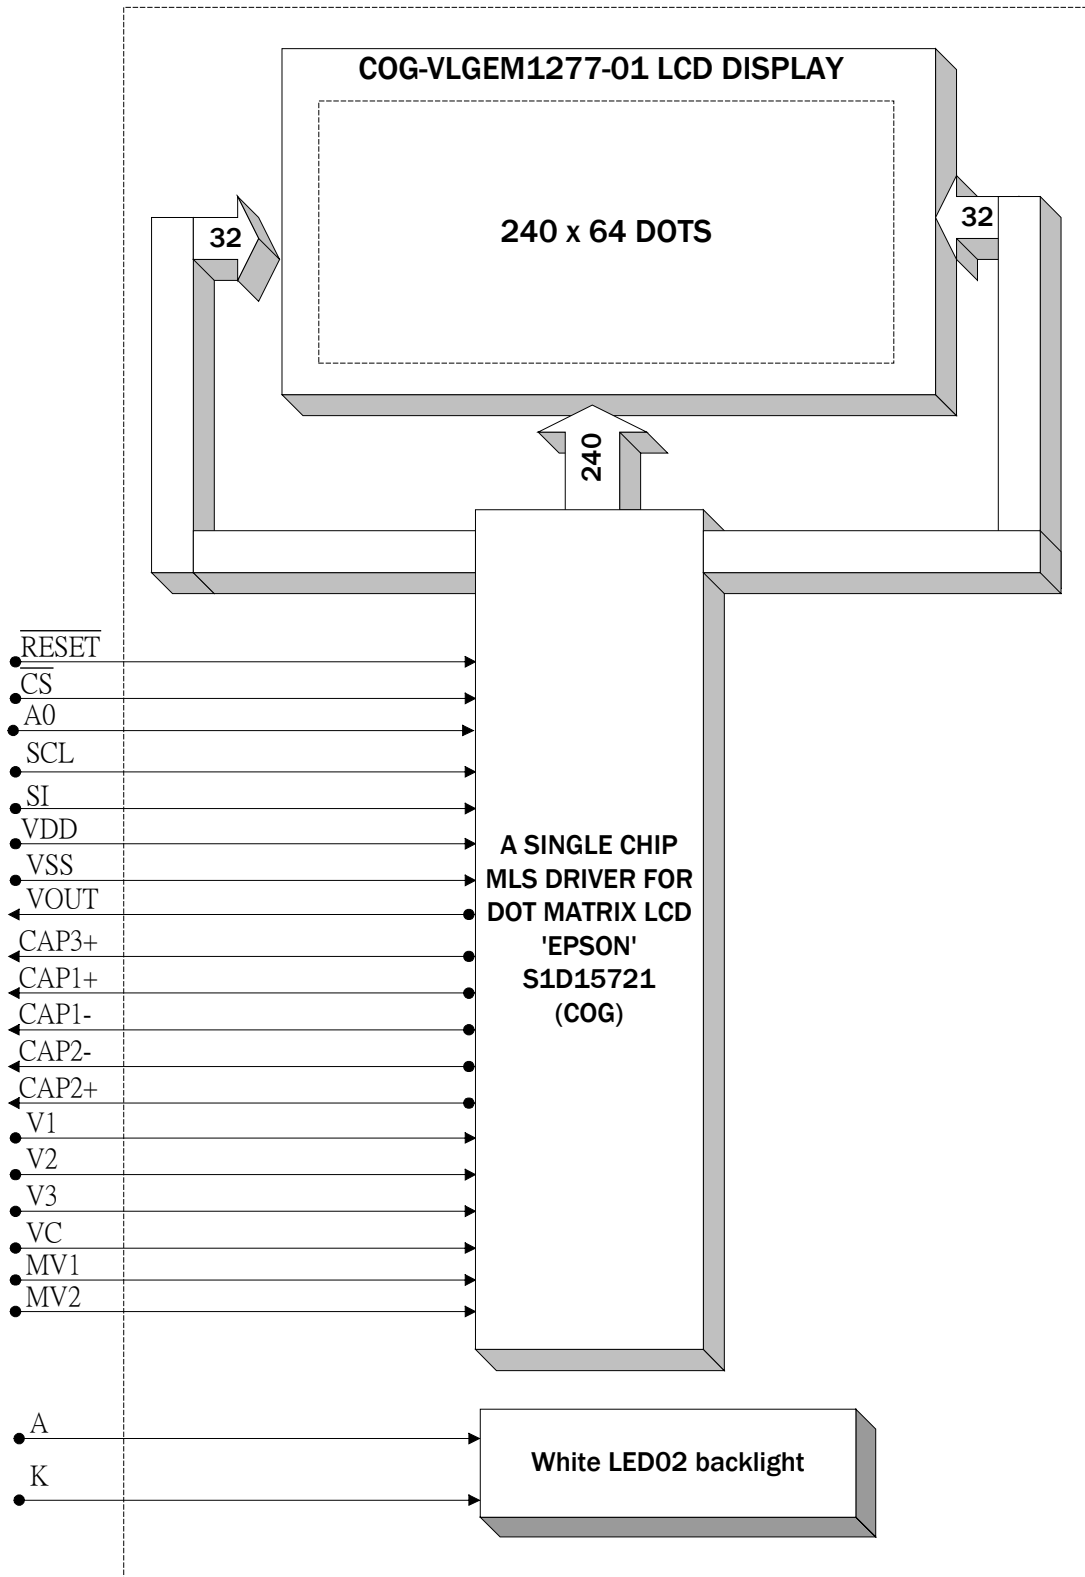 COG-VLGEM1277-01 LCD DISPLAY
240 x 64 DOTS
32
32
240
RESET
CS
A0
SCL
SI
VDD
VSS
VOUT
CAP3+
CAP1+
CAP1-
CAP2-
CAP2+
V1
V2
V3
VC
MV1
MV2
A SINGLE CHIP
MLS DRIVER FOR
DOT MATRIX LCD
'EPSON'
S1D15721
(COG)
A
K
White LED02 backlight